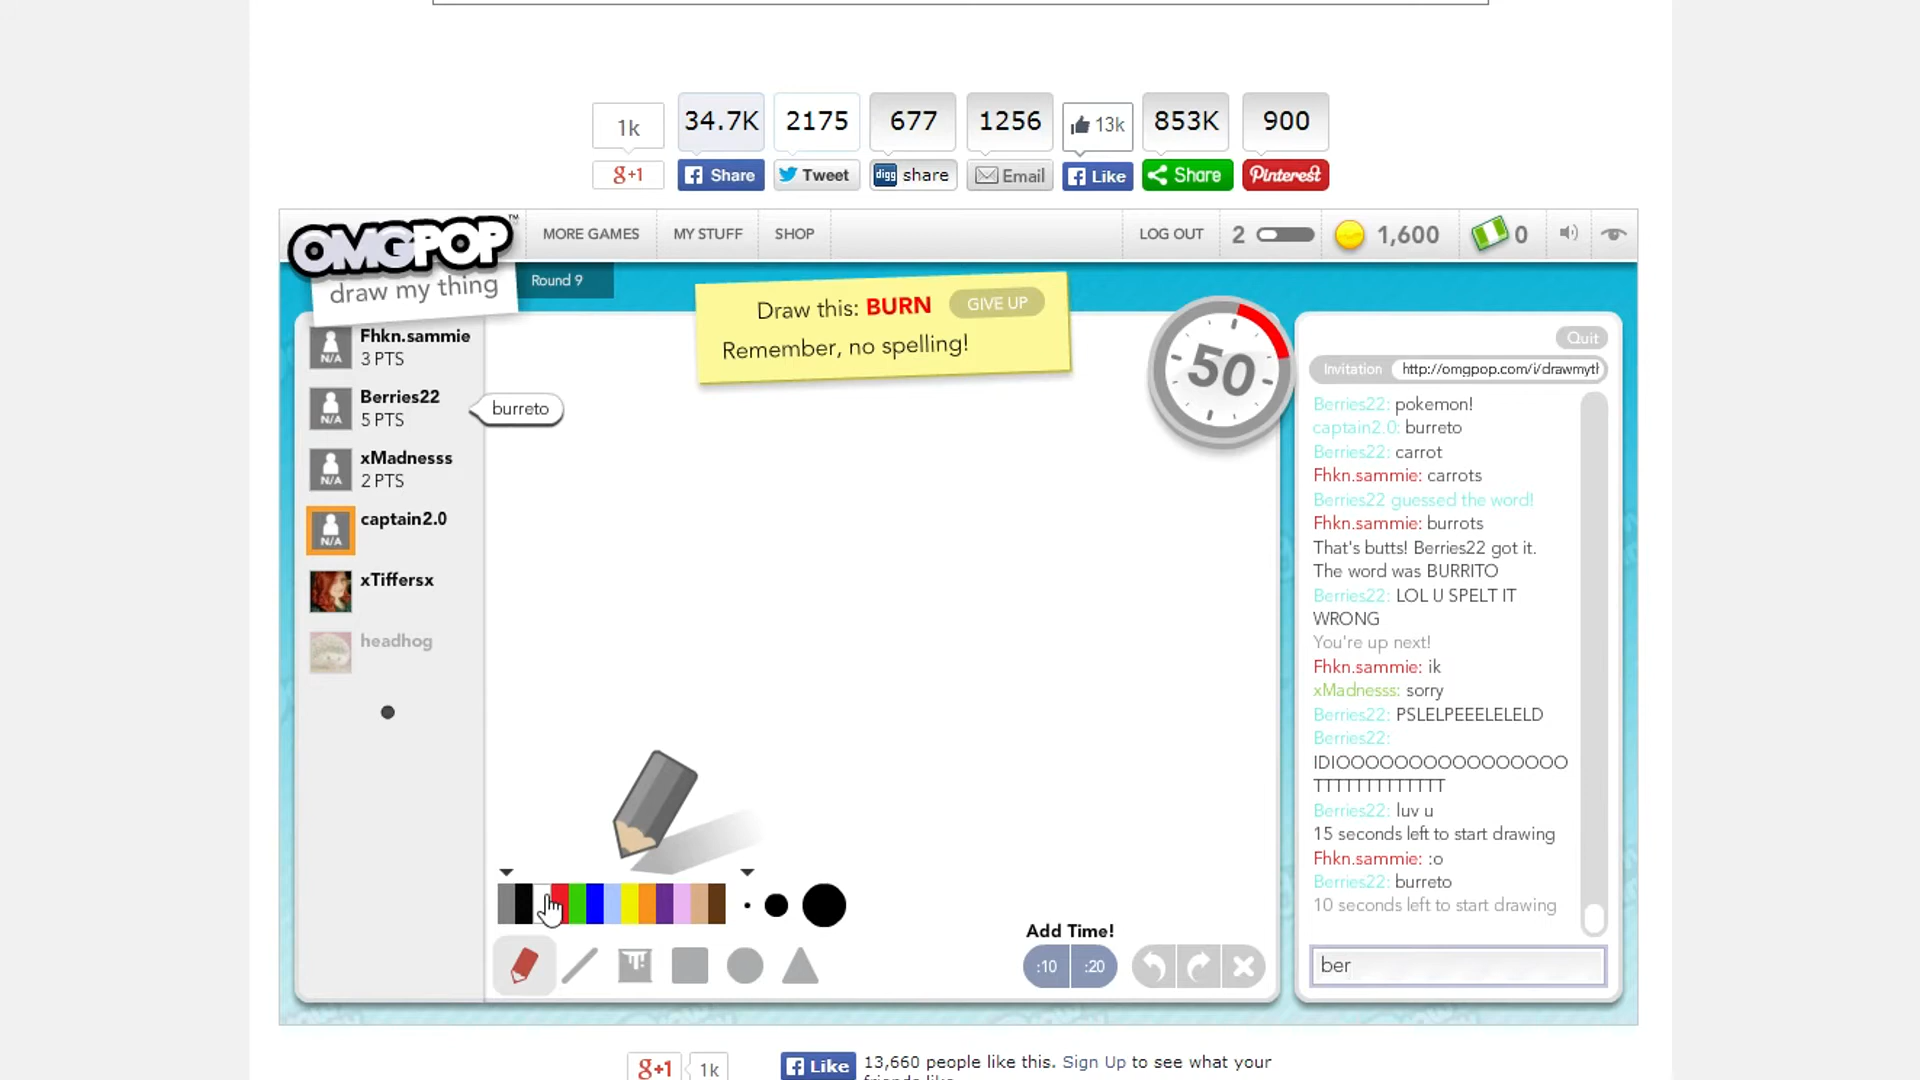 1k
34.7K
2175
677
1256
13k
853K
900
g+1
Share
Tweet
digg share
Email
Like
Share
Pinterest
OMGPOP™
draw my thing
MORE GAMES
MY STUFF
SHOP
LOG OUT
2
1,600
0
Round 9
Draw this: BURN
GIVE UP
Remember, no spelling!
50
N/A
Fhkn.sammie
3 PTS
N/A
Berries22
5 PTS
burreto
N/A
xMadnesss
2 PTS
N/A
captain2.0
xTiffersx
headhog
Add Time!
:10
:20
Quit
Invitation
http://omgpop.com/i/drawmyth
Berries22: pokemon!
captain2.0: burreto
Berries22: carrot
Fhkn.sammie: carrots
Berries22 guessed the word!
Fhkn.sammie: burrots
That's butts! Berries22 got it.
The word was BURRITO
Berries22: LOL U SPELT IT
WRONG
You're up next!
Fhkn.sammie: ik
xMadnesss: sorry
Berries22: PSLELPEEELELELD
Berries22:
IDIOOOOOOOOOOOOOOOO
TTTTTTTTTTTTT
Berries22: luv u
15 seconds left to start drawing
Fhkn.sammie: :o
Berries22: burreto
10 seconds left to start drawing
ber
g+1
1k
Like
13,660 people like this. Sign Up to see what your